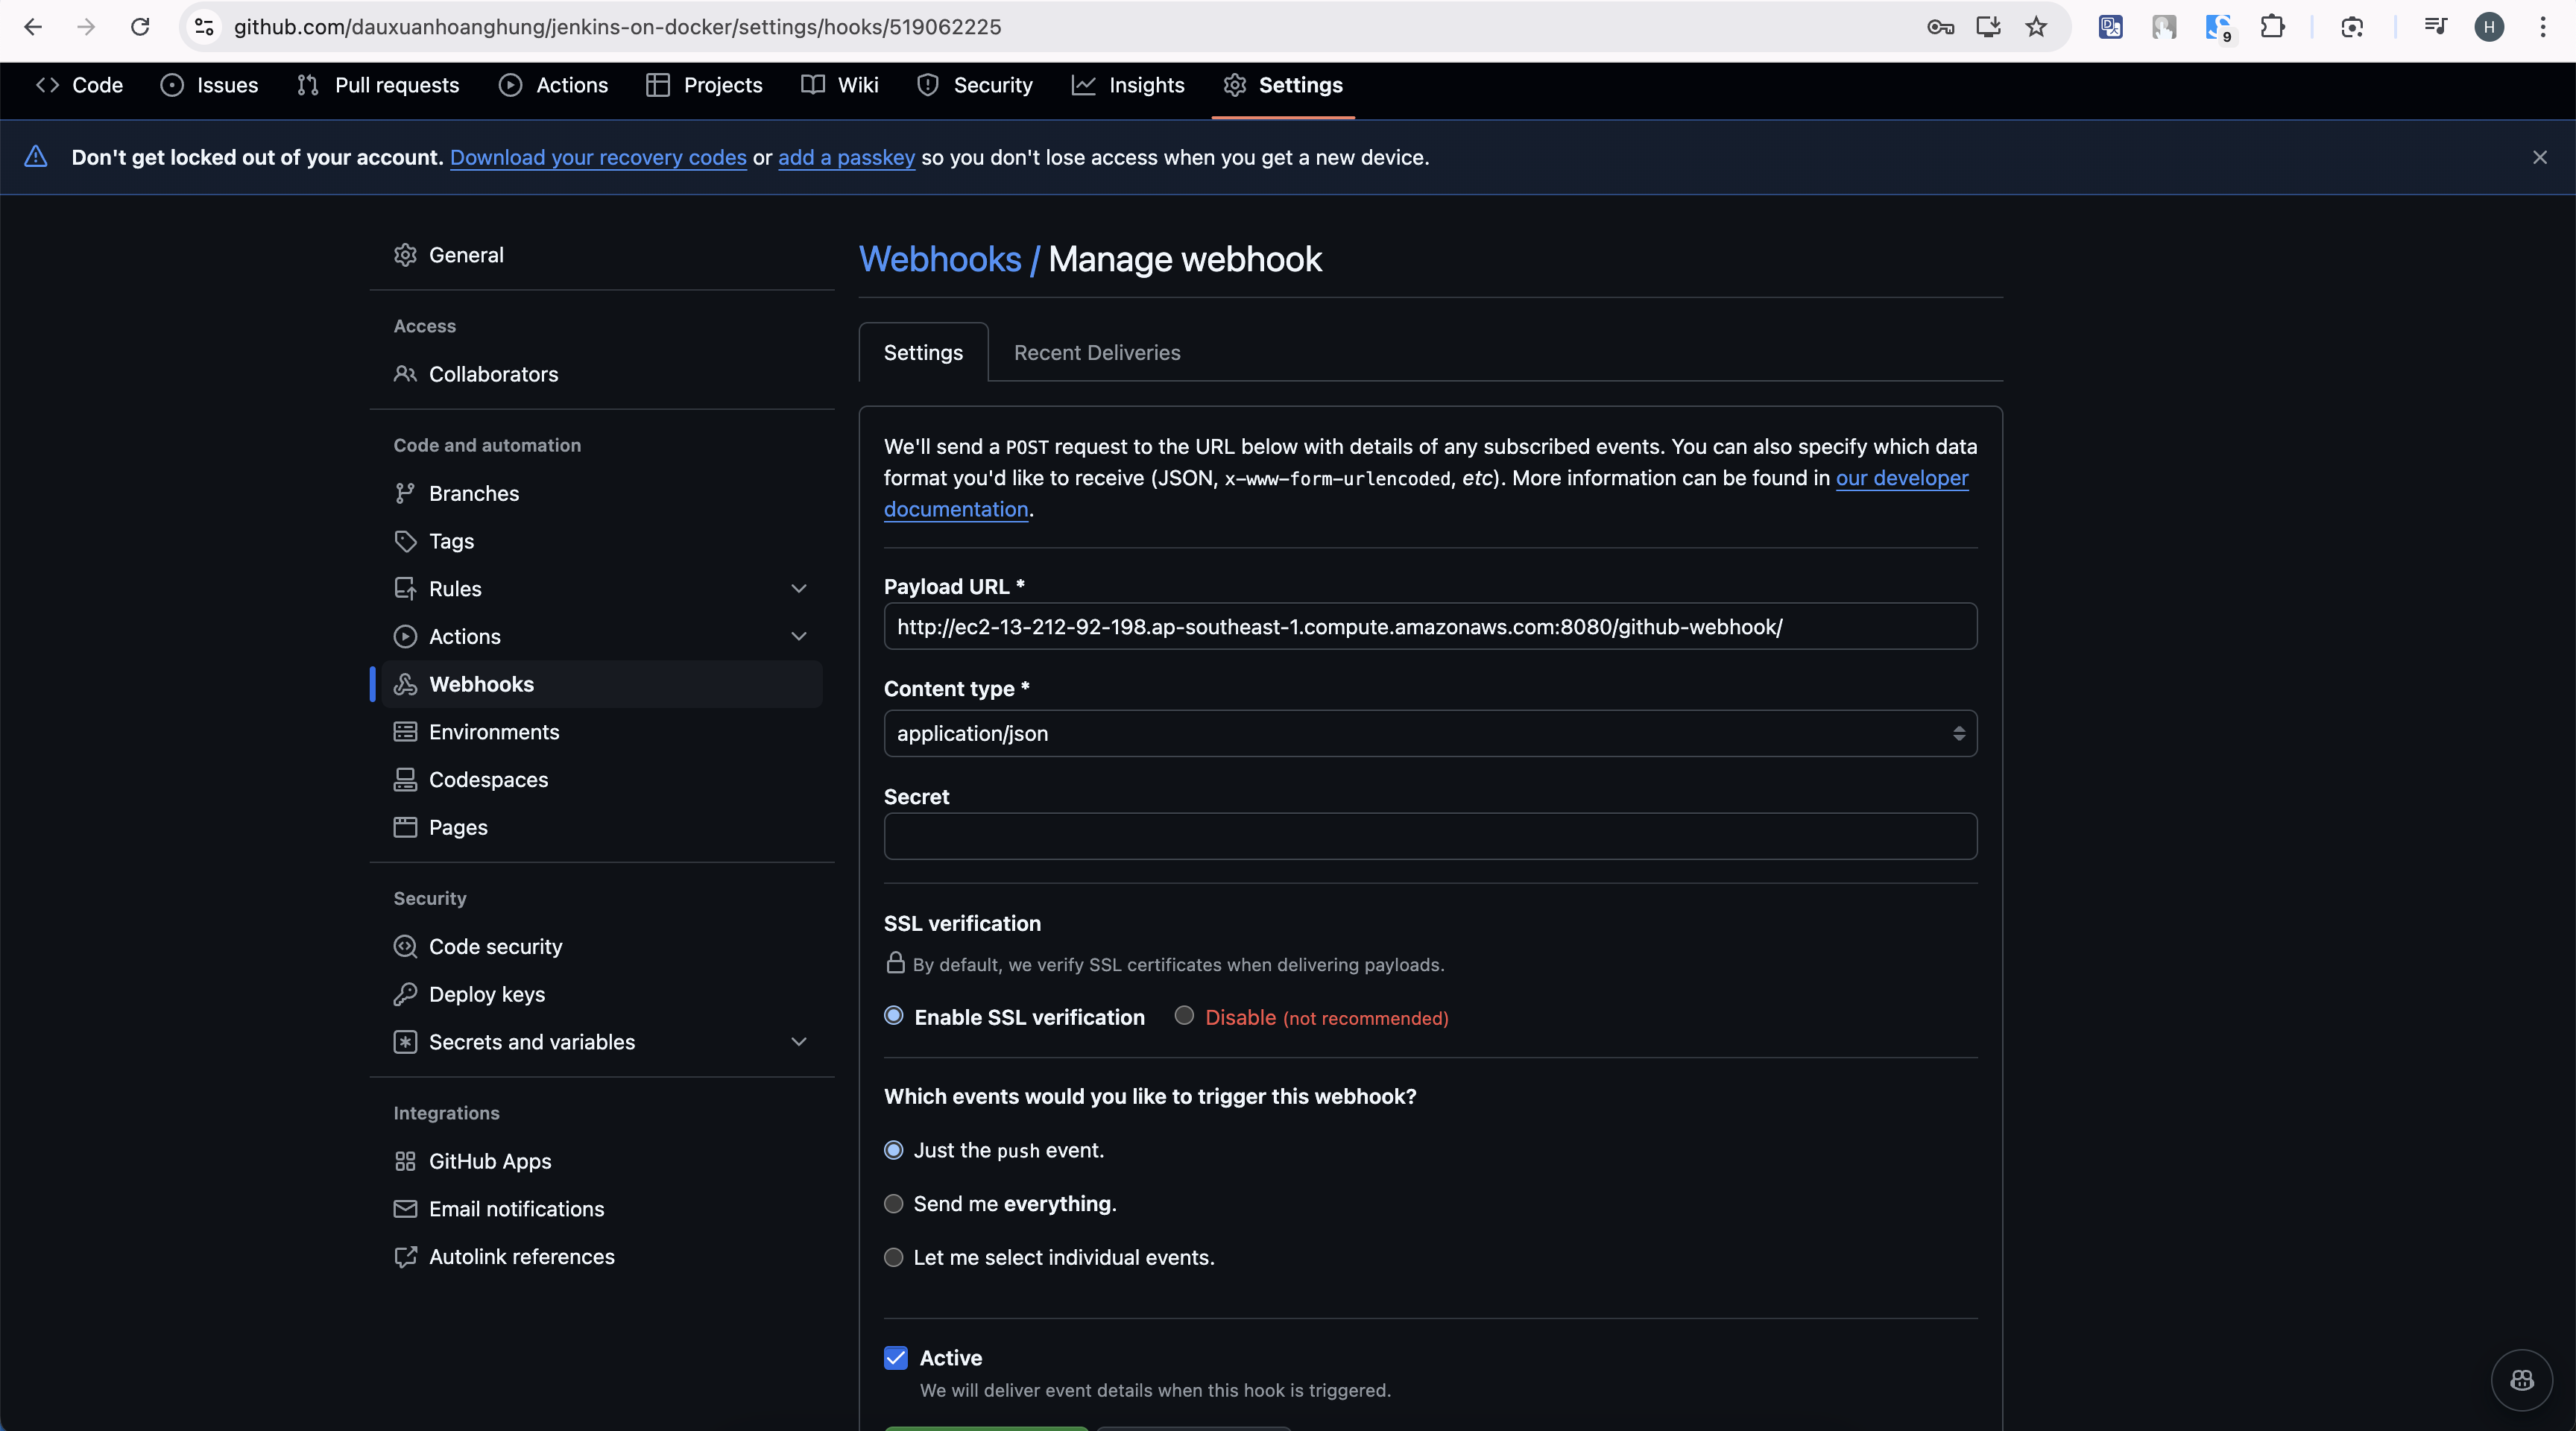 github.com/dauxuanhoanghung/jenkins-on-docker/settings/hooks/519062225
9
H
Code
Issues
Pull requests
Actions
Projects
Wiki
Security
Insights
Settings
Don't get locked out of your account. Download your recovery codes or add a passkey so you don't lose access when you get a new device.
General
Access
Collaborators
Code and automation
Branches
Tags
Rules
Actions
Webhooks
Environments
Codespaces
Pages
Security
Code security
Deploy keys
Secrets and variables
Integrations
GitHub Apps
Email notifications
Autolink references
Webhooks / Manage webhook
Settings
Recent Deliveries
We'll send a POST request to the URL below with details of any subscribed events. You can also specify which data
format you'd like to receive (JSON, x-www-form-urlencoded, etc). More information can be found in our developer
documentation.
Payload URL *
http://ec2-13-212-92-198.ap-southeast-1.compute.amazonaws.com:8080/github-webhook/
Content type *
application/json
Secret
SSL verification
By default, we verify SSL certificates when delivering payloads.
Enable SSL verification
Disable (not recommended)
Which events would you like to trigger this webhook?
Just the push event.
Send me everything.
Let me select individual events.
Active
We will deliver event details when this hook is triggered.